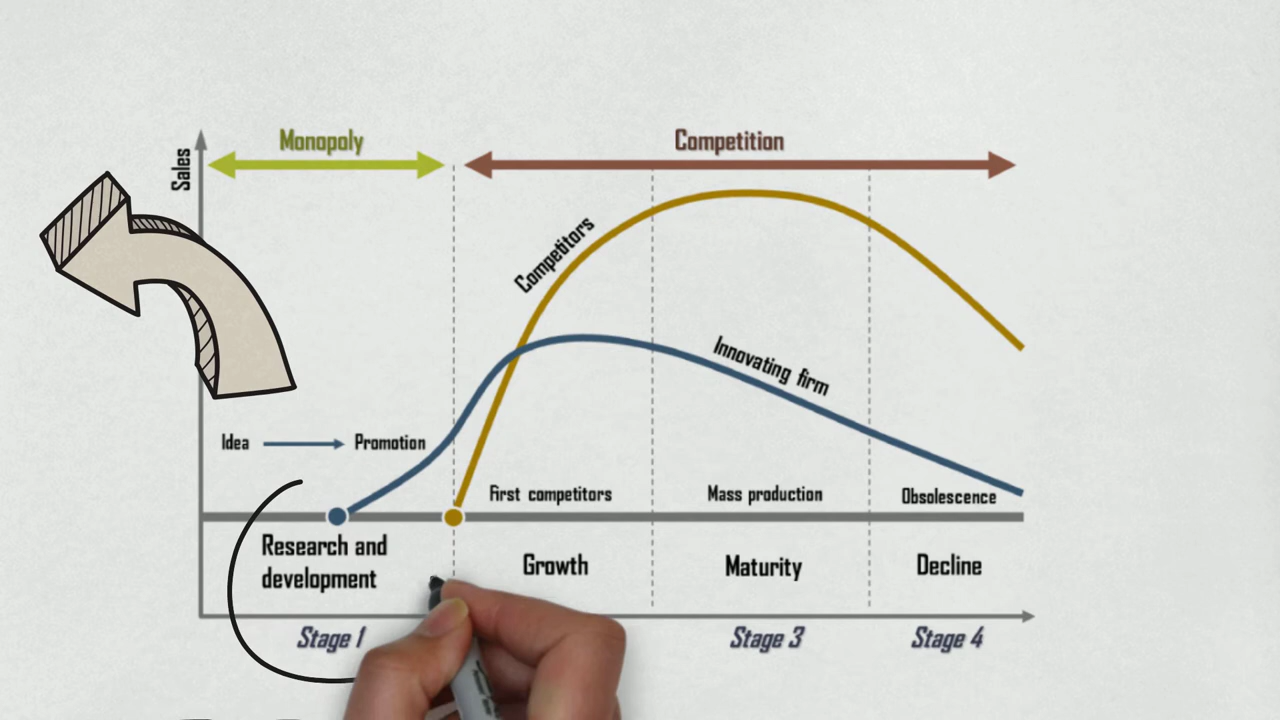 Monopoly
Competition
Sales
Competitors
Innovating firm
Idea
Promotion
First competitors
Mass production
Obsolescence
Research and
development
Growth
Maturity
Decline
Stage 1
Stage 3
Stage 4